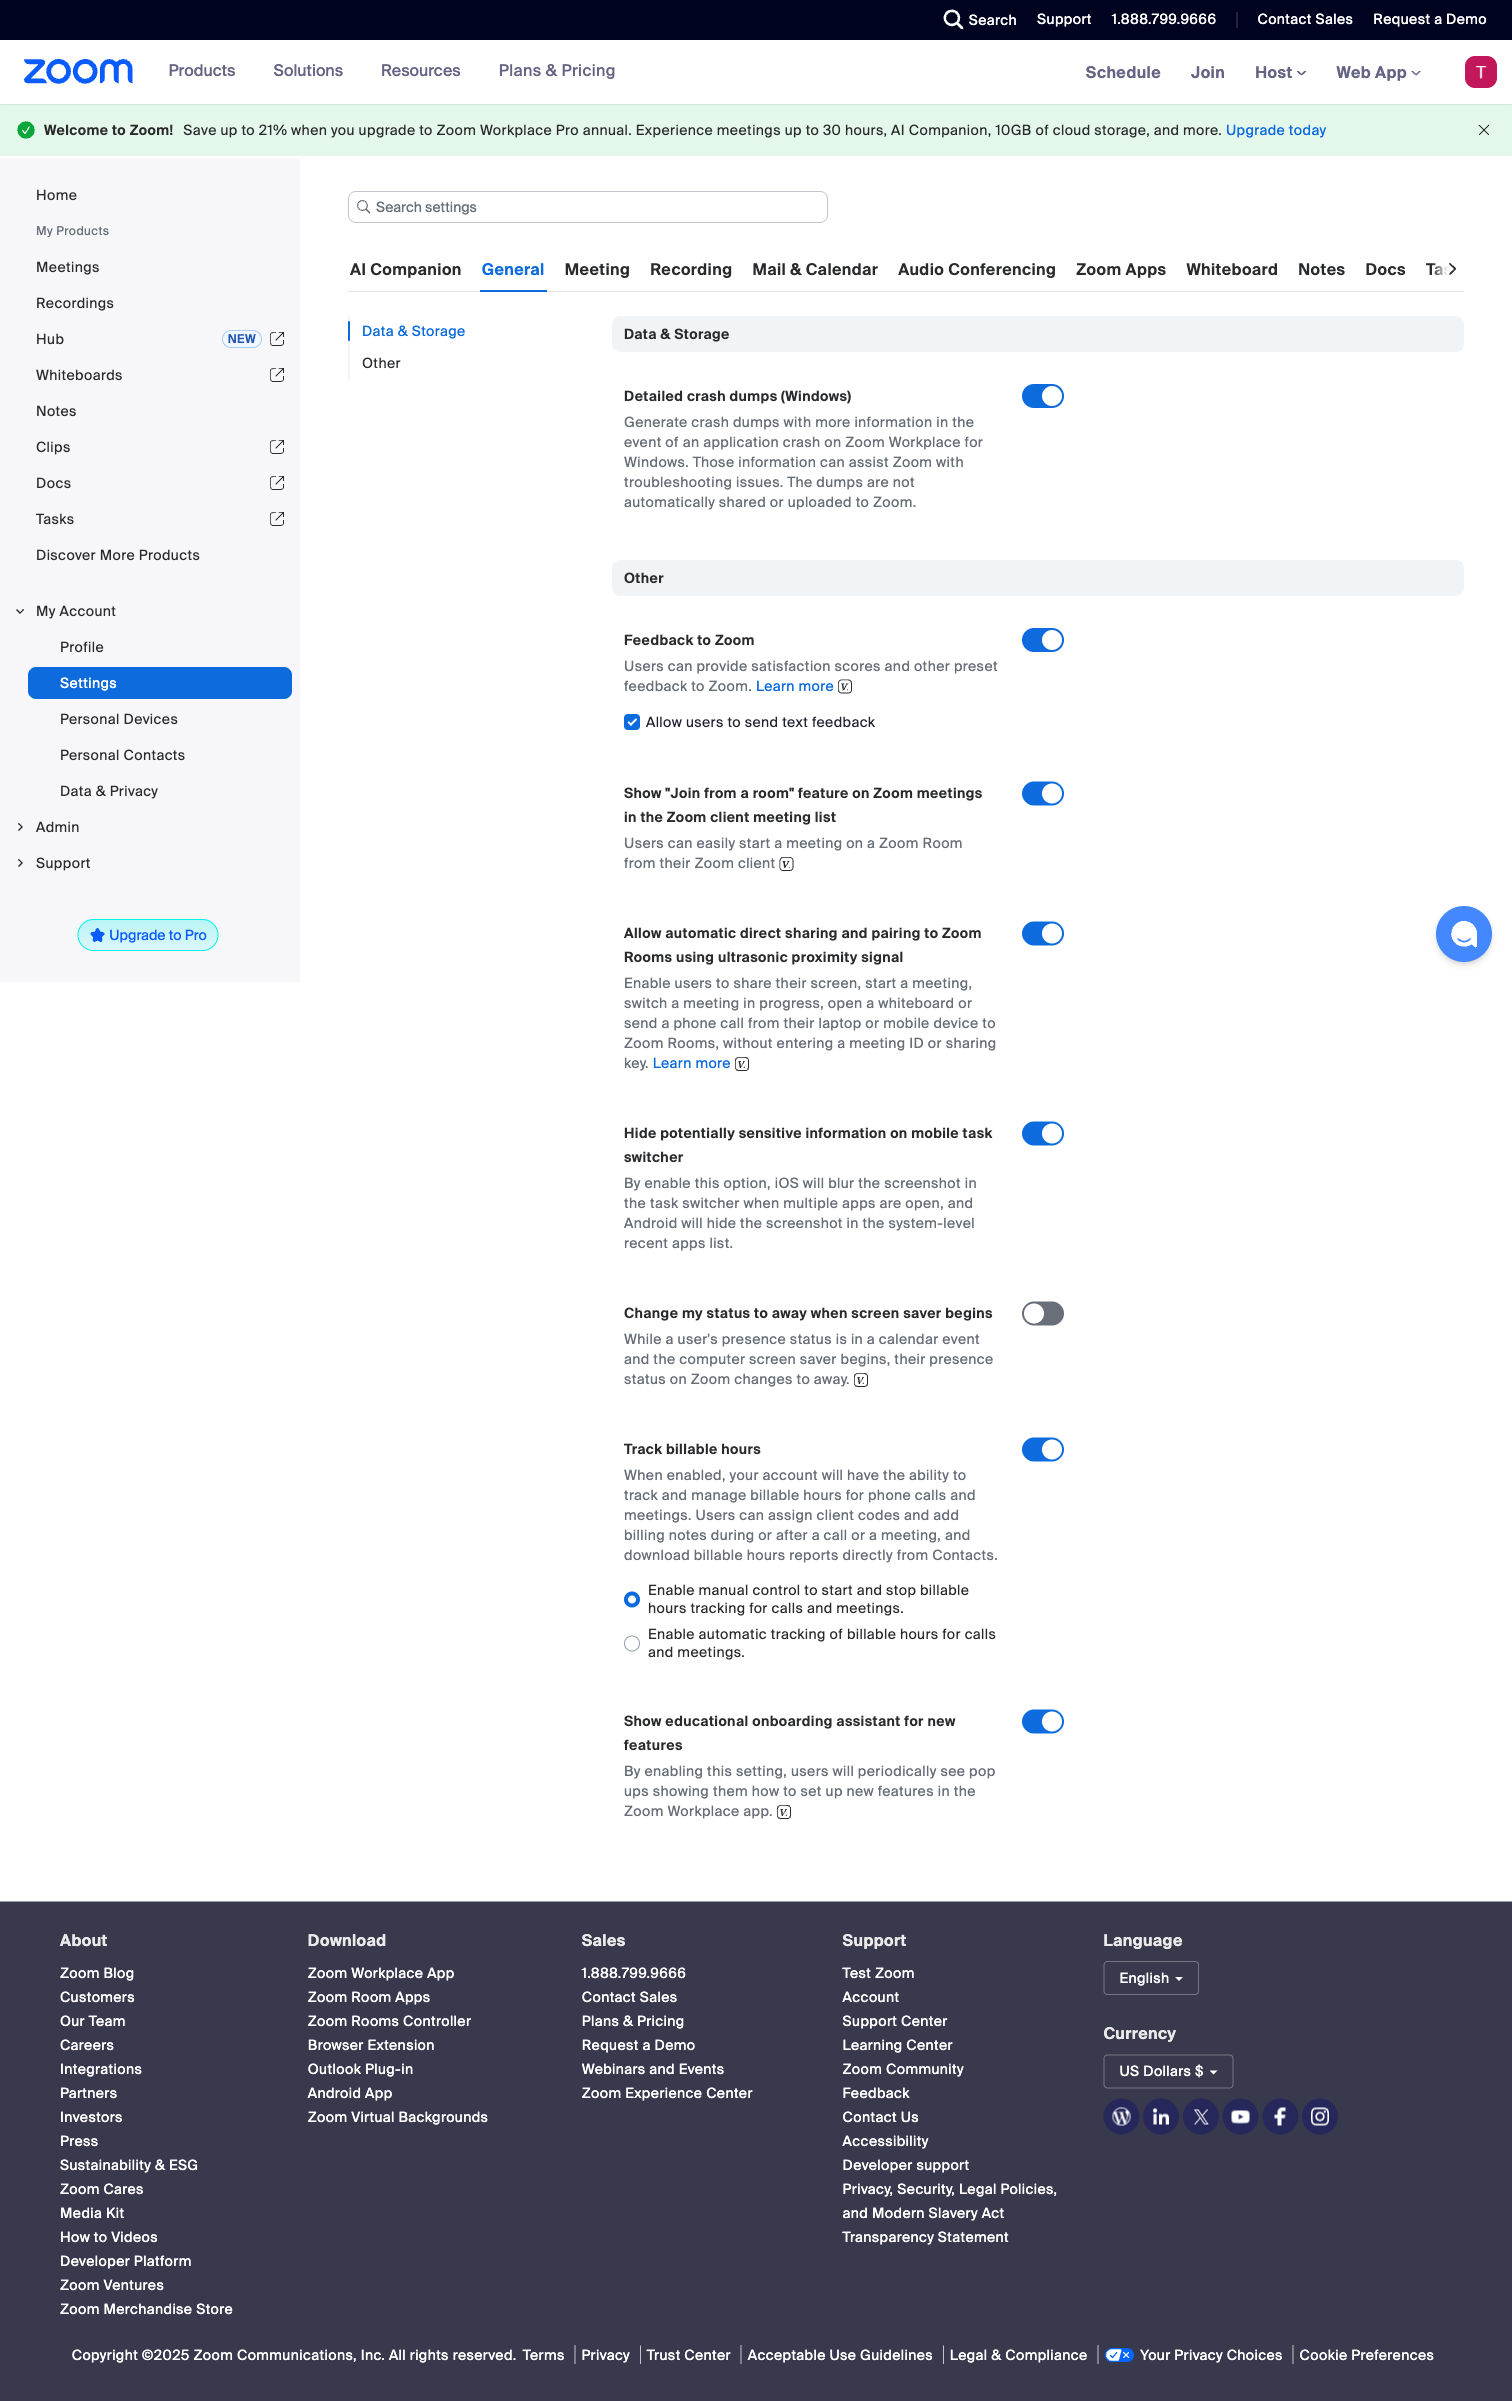 Search Support 1.888.799.9666 Contact Sales Request a Demo
zoom Products Solutions Resources Plans & Pricing Schedule Join Host Web App T
Welcome to Zoom! Save up to 21% when you upgrade to Zoom Workplace Pro annual. Experience meetings up to 30 hours, AI Companion, 10GB of cloud storage, and more. Upgrade today
Home
My Products
Meetings
Recordings
Hub NEW
Whiteboards
Notes
Clips
Docs
Tasks
Discover More Products
My Account
Profile
Settings
Personal Devices
Personal Contacts
Data & Privacy
Admin
Support
Upgrade to Pro
Search settings
AI Companion General Meeting Recording Mail & Calendar Audio Conferencing Zoom Apps Whiteboard Notes Docs Tas
Data & Storage
Other
Data & Storage
Detailed crash dumps (Windows)
Generate crash dumps with more information in the
event of an application crash on Zoom Workplace for
Windows. Those information can assist Zoom with
troubleshooting issues. The dumps are not
automatically shared or uploaded to Zoom.
Other
Feedback to Zoom
Users can provide satisfaction scores and other preset
feedback to Zoom. Learn more V.
Allow users to send text feedback
Show "Join from a room" feature on Zoom meetings
in the Zoom client meeting list
Users can easily start a meeting on a Zoom Room
from their Zoom client V.
Allow automatic direct sharing and pairing to Zoom
Rooms using ultrasonic proximity signal
Enable users to share their screen, start a meeting,
switch a meeting in progress, open a whiteboard or
send a phone call from their laptop or mobile device to
Zoom Rooms, without entering a meeting ID or sharing
key. Learn more V.
Hide potentially sensitive information on mobile task
switcher
By enable this option, iOS will blur the screenshot in
the task switcher when multiple apps are open, and
Android will hide the screenshot in the system-level
recent apps list.
Change my status to away when screen saver begins
While a user's presence status is in a calendar event
and the computer screen saver begins, their presence
status on Zoom changes to away. V.
Track billable hours
When enabled, your account will have the ability to
track and manage billable hours for phone calls and
meetings. Users can assign client codes and add
billing notes during or after a call or a meeting, and
download billable hours reports directly from Contacts.
Enable manual control to start and stop billable
hours tracking for calls and meetings.
Enable automatic tracking of billable hours for calls
and meetings.
Show educational onboarding assistant for new
features
By enabling this setting, users will periodically see pop
ups showing them how to set up new features in the
Zoom Workplace app. V.
About
Zoom Blog
Customers
Our Team
Careers
Integrations
Partners
Investors
Press
Sustainability & ESG
Zoom Cares
Media Kit
How to Videos
Developer Platform
Zoom Ventures
Zoom Merchandise Store
Download
Zoom Workplace App
Zoom Room Apps
Zoom Rooms Controller
Browser Extension
Outlook Plug-in
Android App
Zoom Virtual Backgrounds
Sales
1.888.799.9666
Contact Sales
Plans & Pricing
Request a Demo
Webinars and Events
Zoom Experience Center
Support
Test Zoom
Account
Support Center
Learning Center
Zoom Community
Feedback
Contact Us
Accessibility
Developer support
Privacy, Security, Legal Policies,
and Modern Slavery Act
Transparency Statement
Language
English
Currency
US Dollars $
Copyright ©2025 Zoom Communications, Inc. All rights reserved. Terms Privacy Trust Center Acceptable Use Guidelines Legal & Compliance Your Privacy Choices Cookie Preferences